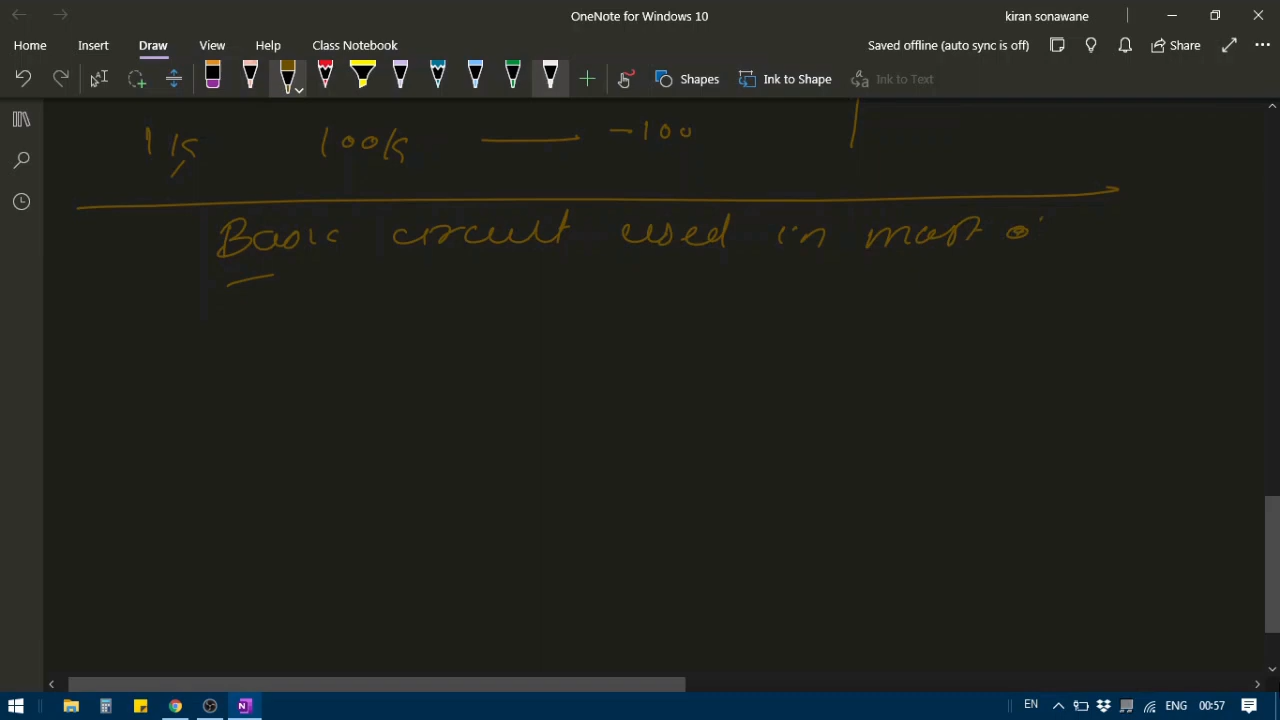 OneNote for Windows 10
kiran sonawane
Home Insert Draw View Help Class Notebook
Saved offline (auto sync is off)
Share
Shapes
Ink to Shape
Ink to Text
1k 100k — -100
Basic circuit used in most o
EN
ENG
00:57